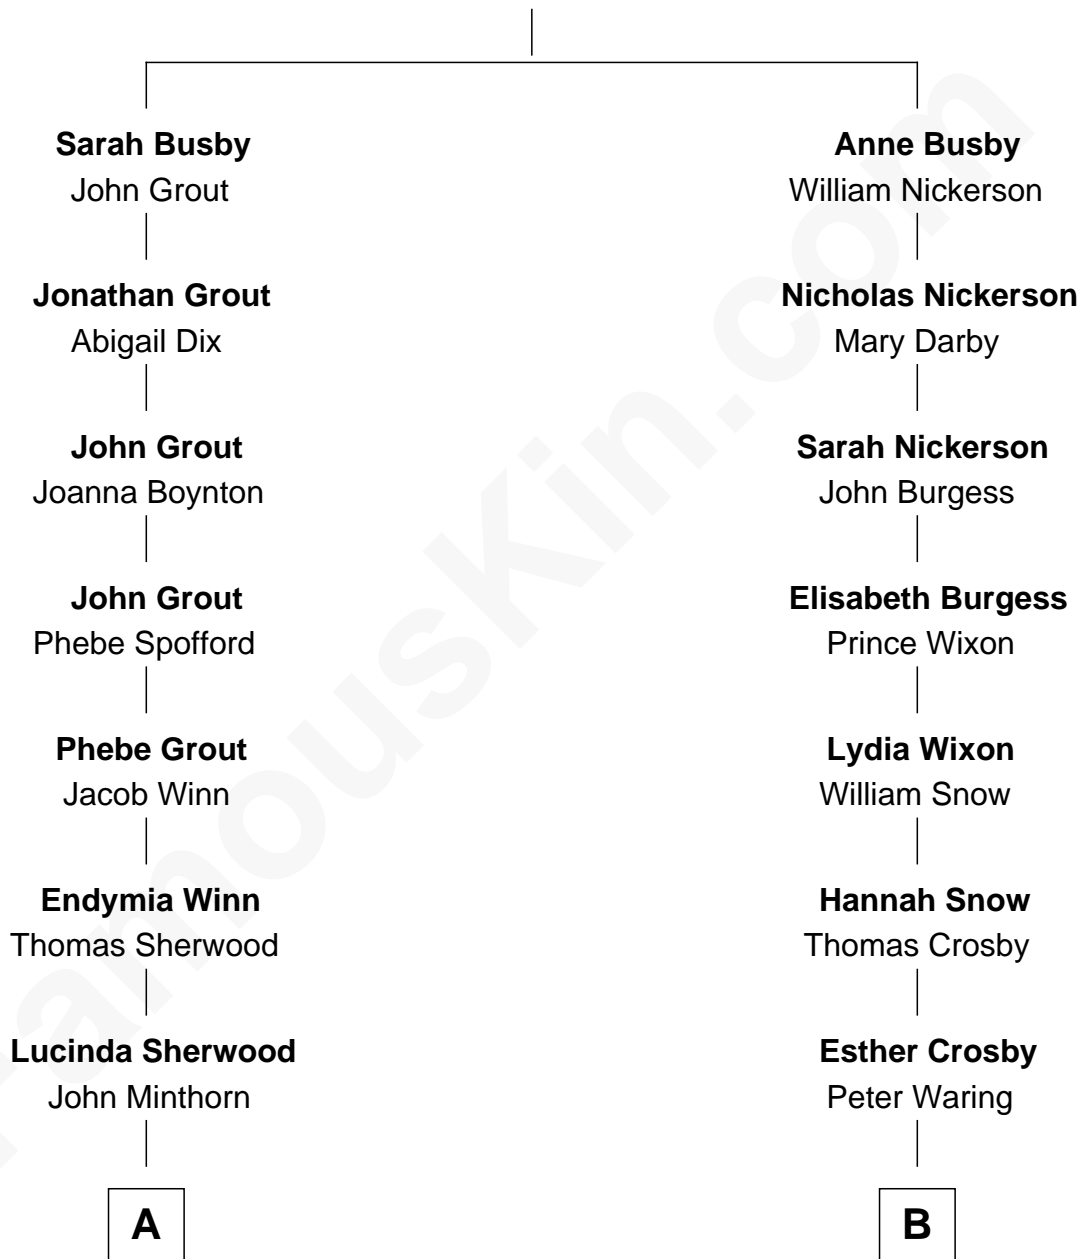 Sarah Busby
John Grout
Jonathan Grout
Abigail Dix
John Grout
Joanna Boynton
John Grout
Phebe Spofford
Phebe Grout
Jacob Winn
Endymia Winn
Thomas Sherwood
Lucinda Sherwood
John Minthorn
A
Anne Busby
William Nickerson
Nicholas Nickerson
Mary Darby
Sarah Nickerson
John Burgess
Elisabeth Burgess
Prince Wixon
Lydia Wixon
William Snow
Hannah Snow
Thomas Crosby
Esther Crosby
Peter Waring
B
FamousKin.com